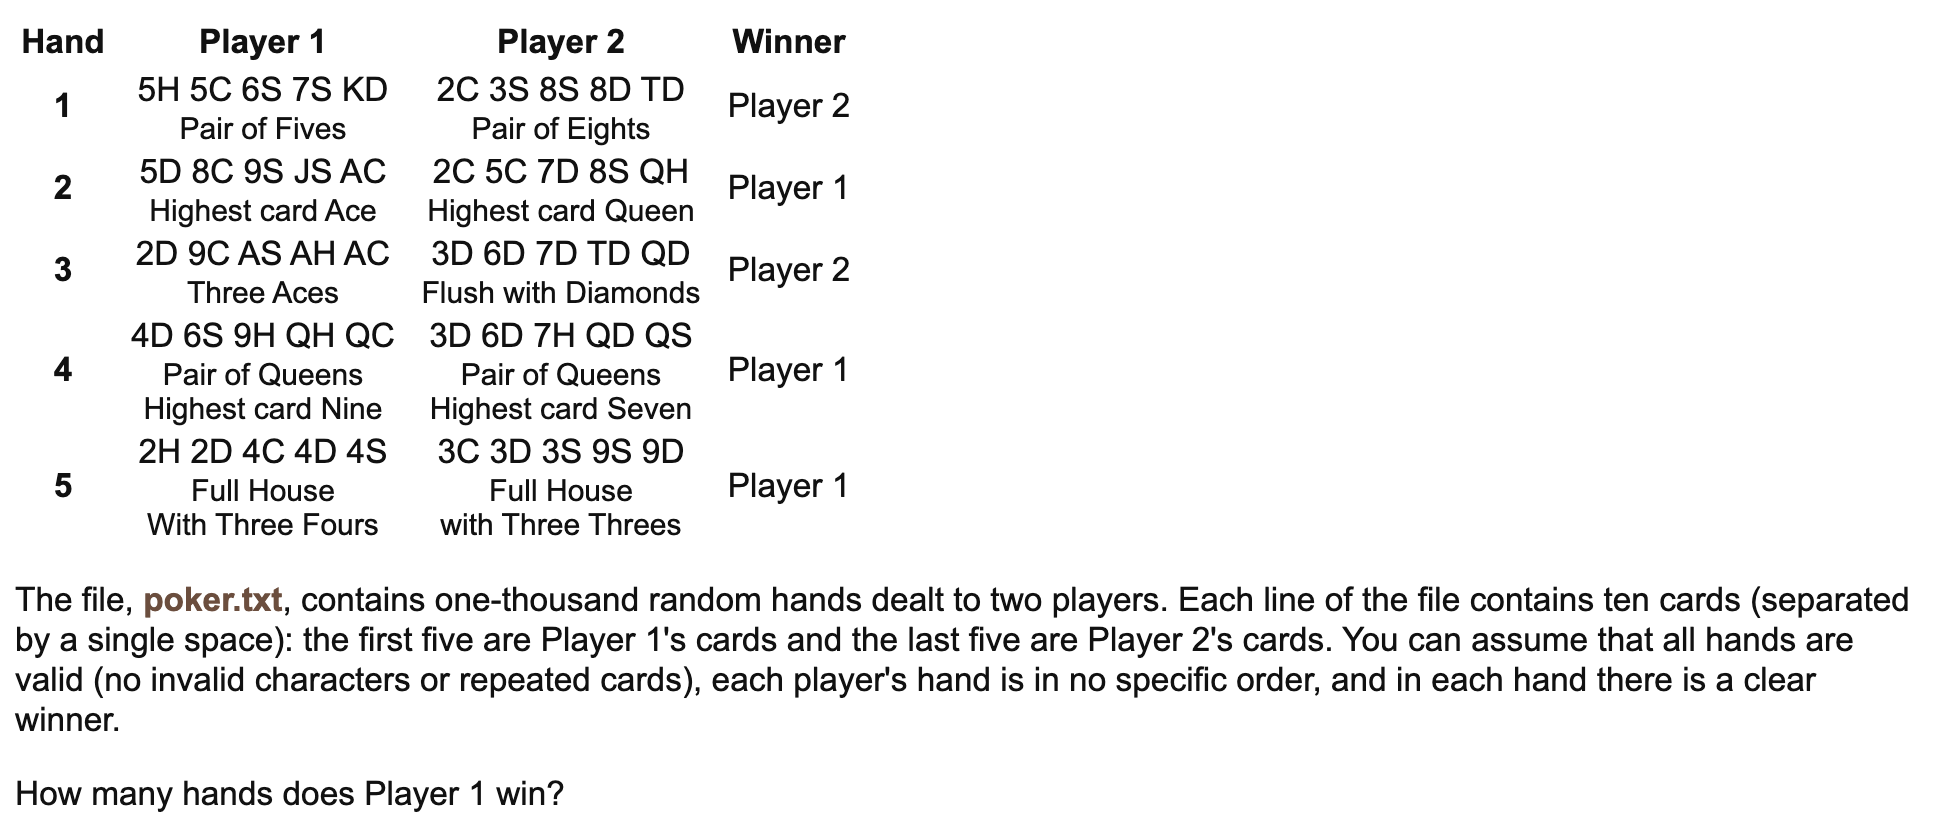 Hand Player 1 Player 2 Winner
1 5H 5C 6S 7S KD 2C 3S 8S 8D TD Player 2
Pair of Fives Pair of Eights
2 5D 8C 9S JS AC 2C 5C 7D 8S QH Player 1
Highest card Ace Highest card Queen
3 2D 9C AS AH AC 3D 6D 7D TD QD Player 2
Three Aces Flush with Diamonds
4 4D 6S 9H QH QC 3D 6D 7H QD QS Player 1
Pair of Queens Pair of Queens
Highest card Nine Highest card Seven
5 2H 2D 4C 4D 4S 3C 3D 3S 9S 9D Player 1
Full House Full House
With Three Fours with Three Threes
The file, poker.txt, contains one-thousand random hands dealt to two players. Each line of the file contains ten cards (separated
by a single space): the first five are Player 1's cards and the last five are Player 2's cards. You can assume that all hands are
valid (no invalid characters or repeated cards), each player's hand is in no specific order, and in each hand there is a clear
winner.
How many hands does Player 1 win?